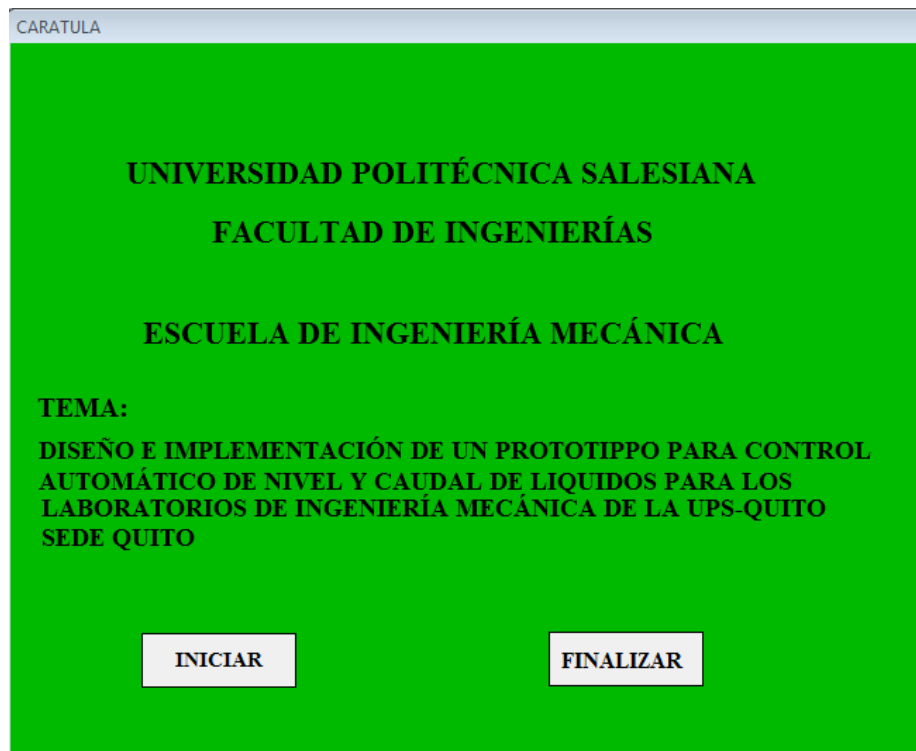 CARATULA
UNIVERSIDAD POLITÉCNICA SALESIANA
FACULTAD DE INGENIERÍAS
ESCUELA DE INGENIERÍA MECÁNICA
TEMA:
DISEÑO E IMPLEMENTACIÓN DE UN PROTOTIPPO PARA CONTROL
AUTOMÁTICO DE NIVEL Y CAUDAL DE LIQUIDOS PARA LOS
LABORATORIOS DE INGENIERÍA MECÁNICA DE LA UPS-QUITO
SEDE QUITO
INICIAR
FINALIZAR